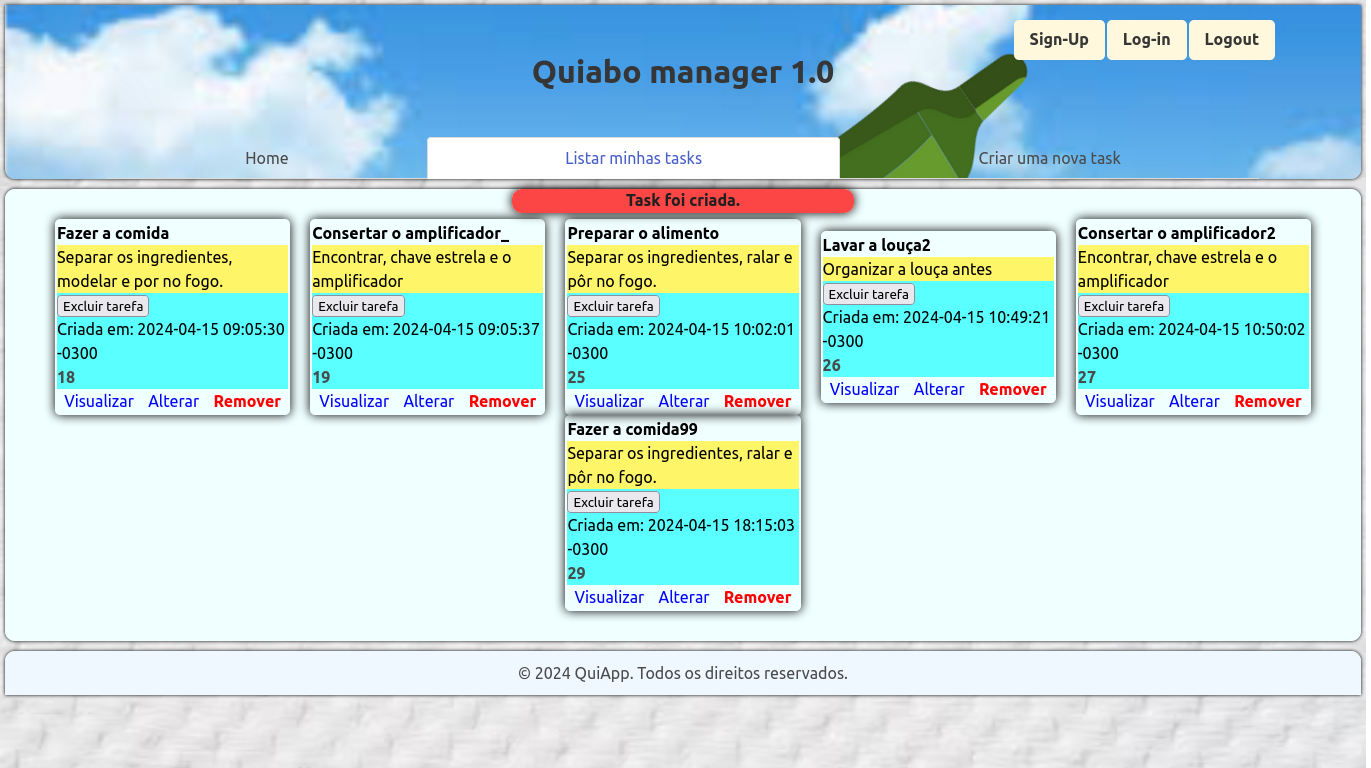 Sign-Up Log-in Logout
Quiabo manager 1.0
Home Listar minhas tasks Criar uma nova task
Task foi criada.
Fazer a comida
Separar os ingredientes,
modelar e por no fogo.
Excluir tarefa
Criada em: 2024-04-15 09:05:30
-0300
18
Visualizar Alterar Remover
Consertar o amplificador_
Encontrar, chave estrela e o
amplificador
Excluir tarefa
Criada em: 2024-04-15 09:05:37
-0300
19
Visualizar Alterar Remover
Preparar o alimento
Separar os ingredientes, ralar e
pôr no fogo.
Excluir tarefa
Criada em: 2024-04-15 10:02:01
-0300
25
Visualizar Alterar Remover
Lavar a louça2
Organizar a louça antes
Excluir tarefa
Criada em: 2024-04-15 10:49:21
-0300
26
Visualizar Alterar Remover
Consertar o amplificador2
Encontrar, chave estrela e o
amplificador
Excluir tarefa
Criada em: 2024-04-15 10:50:02
-0300
27
Visualizar Alterar Remover
Fazer a comida99
Separar os ingredientes, ralar e
pôr no fogo.
Excluir tarefa
Criada em: 2024-04-15 18:15:03
-0300
29
Visualizar Alterar Remover
© 2024 QuiApp. Todos os direitos reservados.